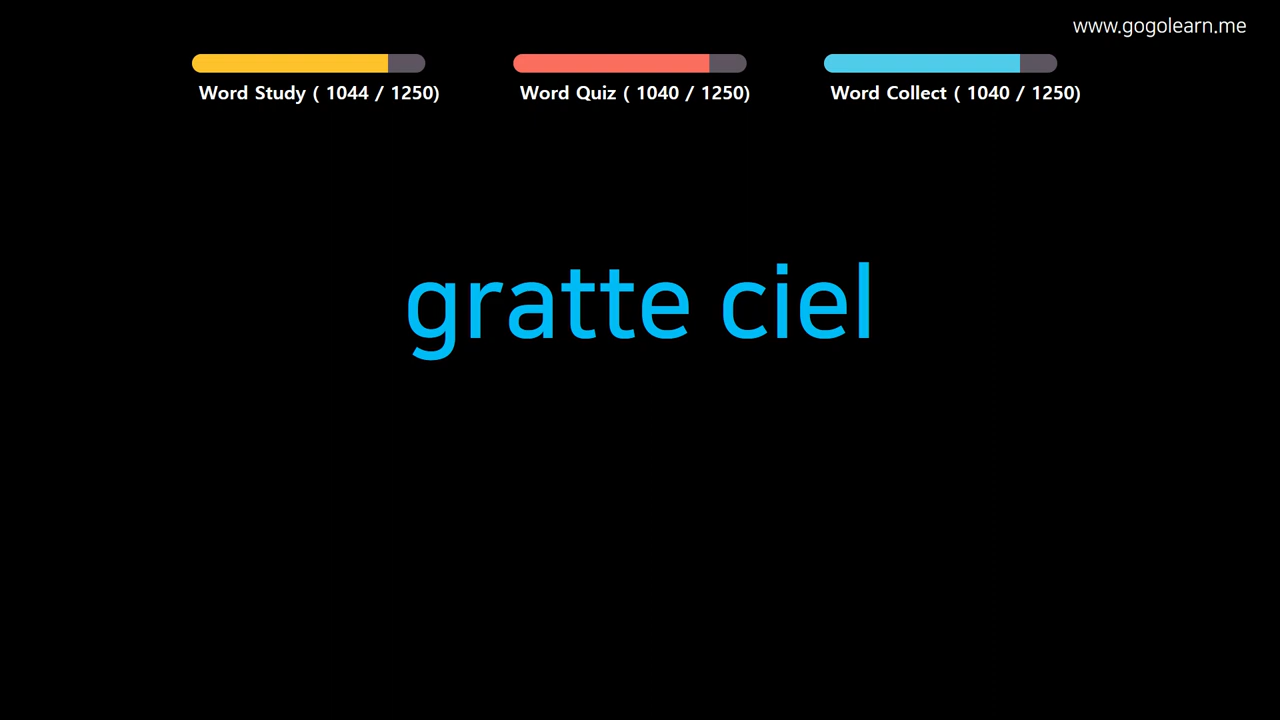 www.gogolearn.me
Word Study ( 1044 / 1250)
Word Quiz ( 1040 / 1250)
Word Collect ( 1040 / 1250)
gratte ciel